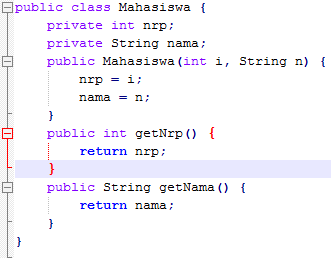 public class Mahasiswa {
    private int nrp;
    private String nama;
    public Mahasiswa(int i, String n) {
        nrp = i;
        nama = n;
    }
    public int getNrp() {
        return nrp;
    }
    public String getNama() {
        return nama;
    }
}